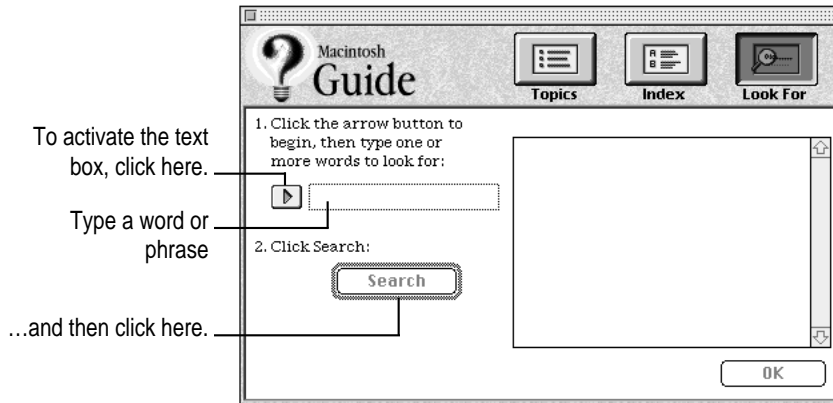 Macintosh
Guide
Topics
Index
Look For
1. Click the arrow button to
begin, then type one or
more words to look for:
2. Click Search:
Search
OK
To activate the text
box, click here.
Type a word or
phrase
…and then click here.